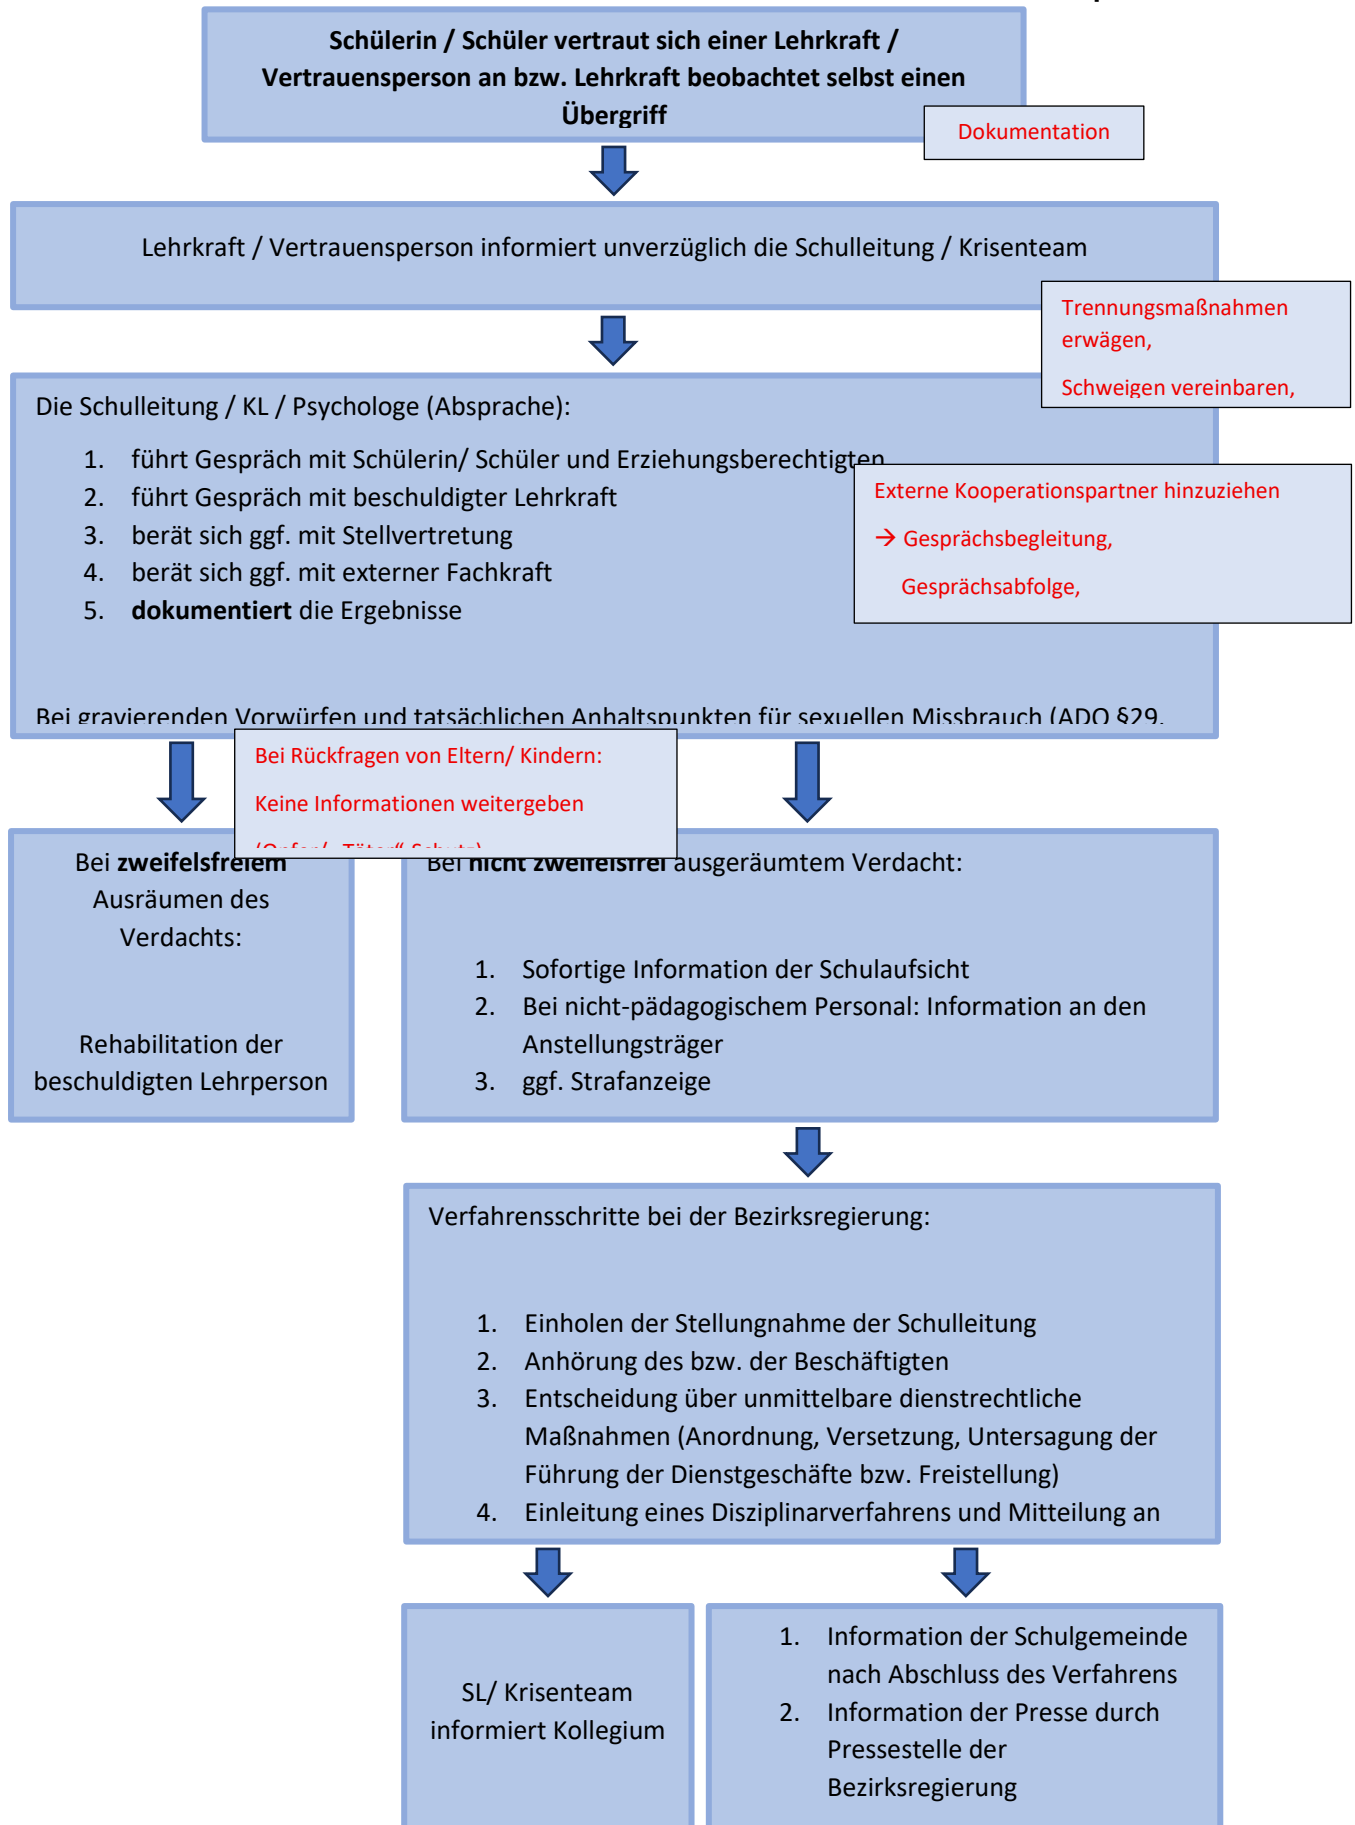 Schülerin / Schüler vertraut sich einer Lehrkraft /
Vertrauensperson an bzw. Lehrkraft beobachtet selbst einen
Übergriff
Dokumentation
Lehrkraft / Vertrauensperson informiert unverzüglich die Schulleitung / Krisenteam
Trennungsmaßnahmen
erwägen,
Schweigen vereinbaren,
Die Schulleitung / KL / Psychologe (Absprache):
1. führt Gespräch mit Schülerin/ Schüler und Erziehungsberechtigten
2. führt Gespräch mit beschuldigter Lehrkraft
3. berät sich ggf. mit Stellvertretung
4. berät sich ggf. mit externer Fachkraft
5. dokumentiert die Ergebnisse
Externe Kooperationspartner hinzuziehen
→ Gesprächsbegleitung,
Gesprächsabfolge,
Bei gravierenden Vorwürfen und tatsächlichen Anhaltspunkten für sexuellen Missbrauch (ADO §29,
Bei Rückfragen von Eltern/ Kindern:
Keine Informationen weitergeben
(Opfer/ „Täter“ Schutz)
Bei zweifelsfreiem
Ausräumen des
Verdachts:
Rehabilitation der
beschuldigten Lehrperson
Bei nicht zweifelsfrei ausgeräumtem Verdacht:
1. Sofortige Information der Schulaufsicht
2. Bei nicht-pädagogischem Personal: Information an den
Anstellungsträger
3. ggf. Strafanzeige
Verfahrensschritte bei der Bezirksregierung:
1. Einholen der Stellungnahme der Schulleitung
2. Anhörung des bzw. der Beschäftigten
3. Entscheidung über unmittelbare dienstrechtliche
Maßnahmen (Anordnung, Versetzung, Untersagung der
Führung der Dienstgeschäfte bzw. Freistellung)
4. Einleitung eines Disziplinarverfahrens und Mitteilung an
SL/ Krisenteam
informiert Kollegium
1. Information der Schulgemeinde
nach Abschluss des Verfahrens
2. Information der Presse durch
Pressestelle der
Bezirksregierung